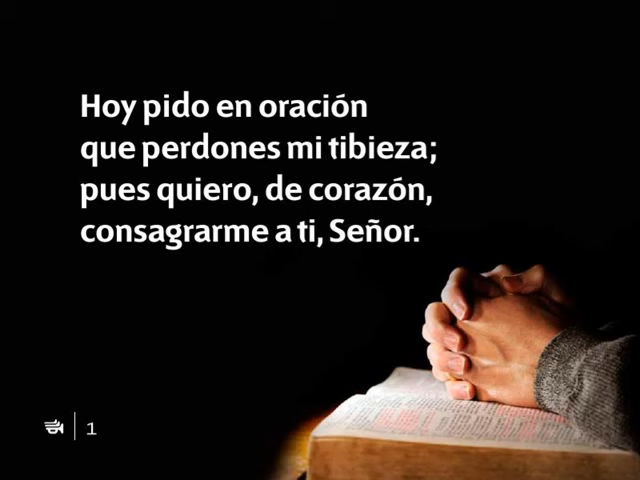 Hoy pido en oración
que perdones mi tibieza;
pues quiero, de corazón,
consagrarme a ti, Señor.
1